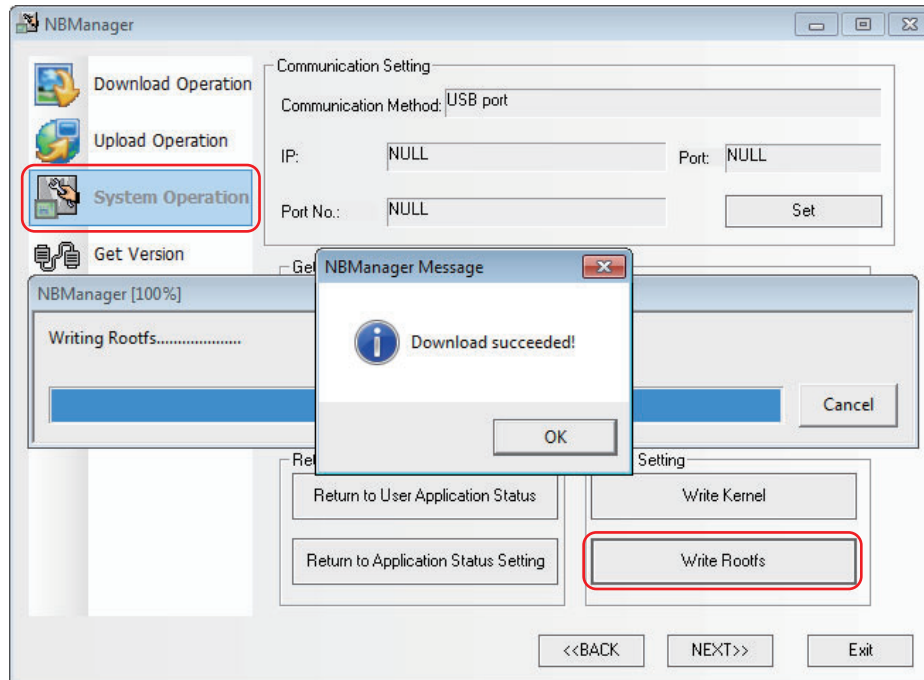 NBManager
Download Operation
Upload Operation
System Operation
Get Version
Communication Setting
Communication Method: USB port
IP: NULL Port: NULL
Port No.: NULL Set
NBManager [100%]
Writing Rootfs....................
Cancel
NBManager Message
Download succeeded!
OK
Setting
Return to User Application Status Write Kernel
Return to Application Status Setting Write Rootfs
<<BACK NEXT>> Exit